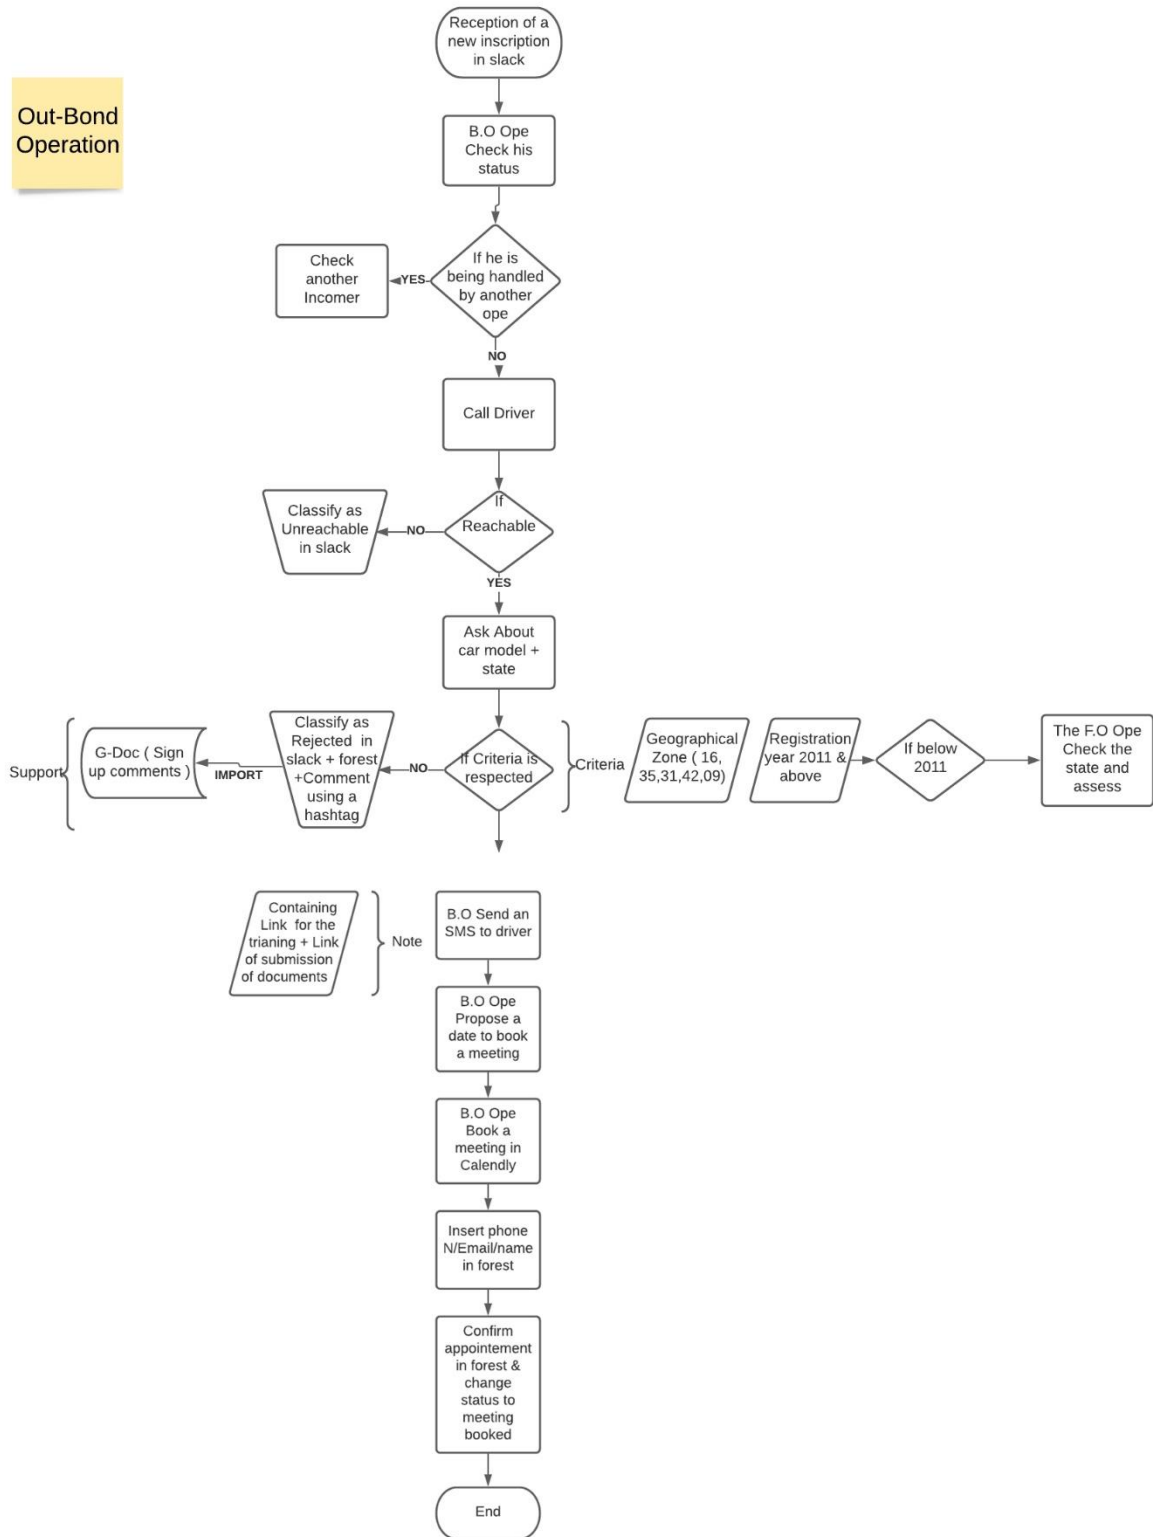 Reception of a
new inscription
in slack
Out-Bond
Operation
B.O Ope
Check his
status
If he is
being handled
by another
ope
YES
Check
another
Incomer
NO
Call Driver
If
Reachable
NO
Classify as
Unreachable
in slack
YES
Ask About
car model +
state
If Criteria is
respected
NO
Classify as
Rejected in
slack + forest
+Comment
using a
hashtag
IMPORT
G-Doc ( Sign
up comments )
Support
Criteria
Geographical
Zone ( 16,
35,31,42,09)
Registration
year 2011 &
above
If below
2011
The F.O Ope
Check the
state and
assess
Containing
Link for the
trianing + Link
of submission
of documents
Note
B.O Send an
SMS to driver
B.O Ope
Propose a
date to book
a meeting
B.O Ope
Book a
meeting in
Calendly
Insert phone
N/Email/name
in forest
Confirm
appointement
in forest &
change
status to
meeting
booked
End